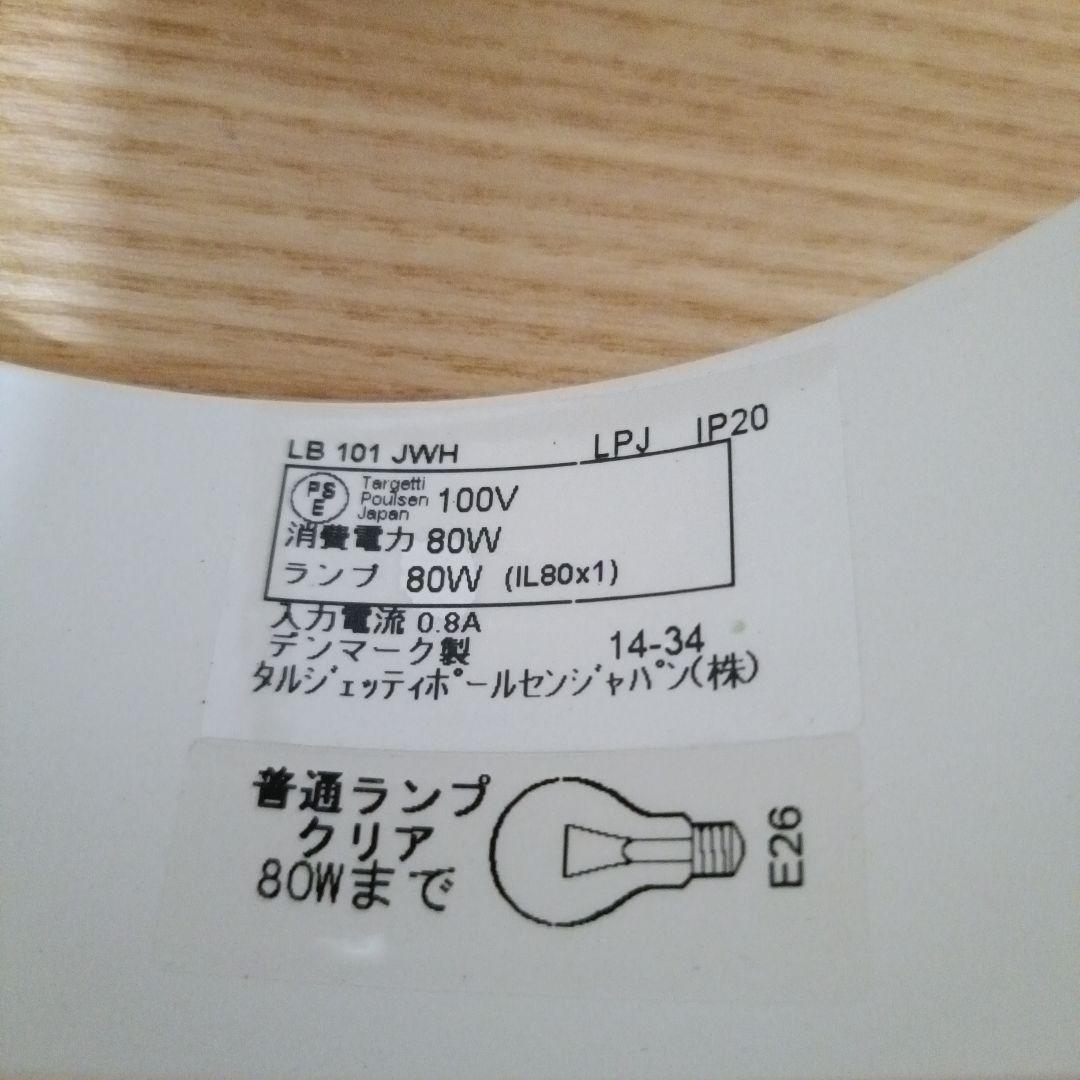 LB 101 JWH LPJ IP20
PS
E
Targetti
Poulsen
Japan
100V
消費電力 80W
ランプ 80W (IL80x1)
入力電流 0.8A
デンマーク製 14-34
タルジェッティポールセンジャパン(株)
普通ランプ
クリア
80Wまで
E26